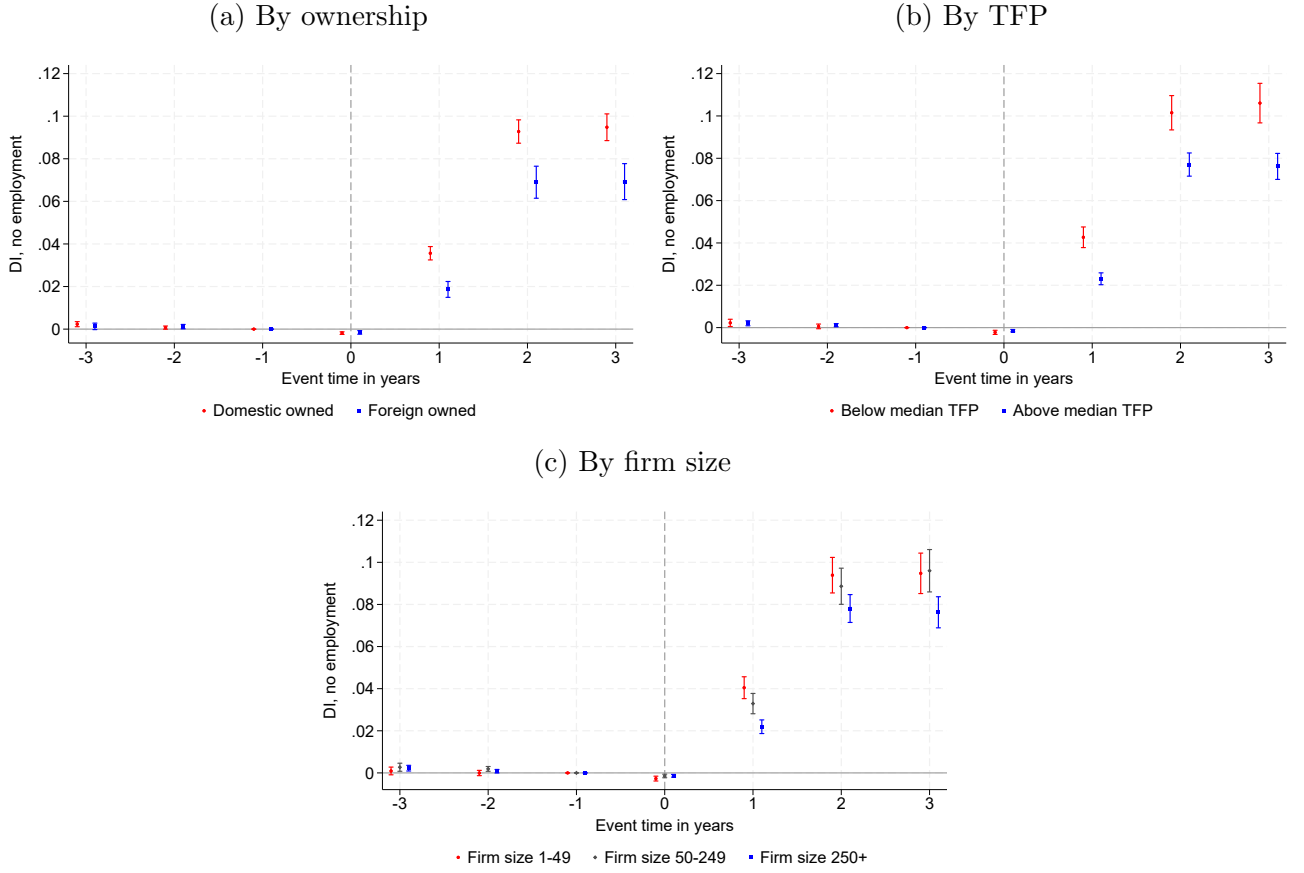 (a) By ownership
.12
.1
.08
.06
.04
.02
0
DI, no employment
-3 -2 -1 0 1 2 3
Event time in years
Domestic owned Foreign owned
(b) By TFP
.12
.1
.08
.06
.04
.02
0
DI, no employment
-3 -2 -1 0 1 2 3
Event time in years
Below median TFP Above median TFP
(c) By firm size
.12
.1
.08
.06
.04
.02
0
DI, no employment
-3 -2 -1 0 1 2 3
Event time in years
Firm size 1-49 Firm size 50-249 Firm size 250+